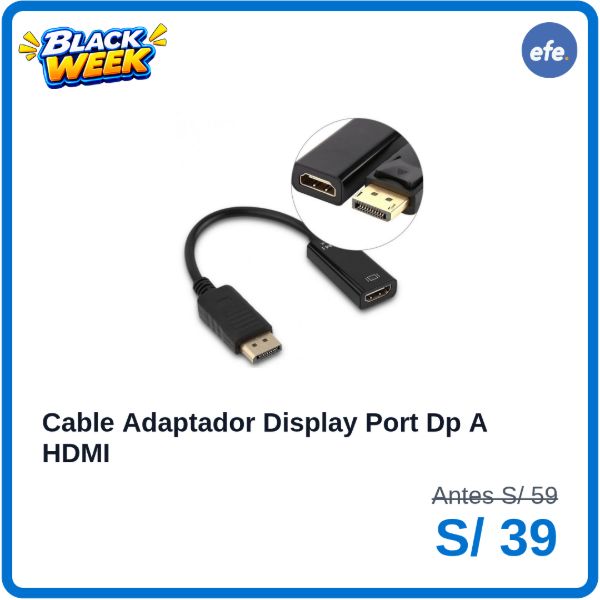 BLACK
WEEK
efe.
Cable Adaptador Display Port Dp A
HDMI
Antes S/ 59
S/ 39